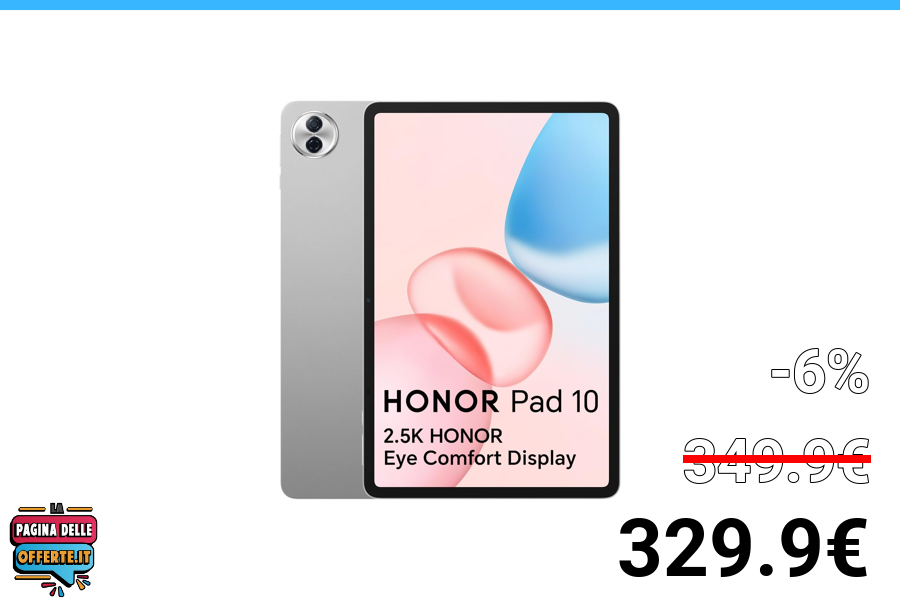 HONOR Pad 10
2.5K HONOR
Eye Comfort Display
-6%
349.9€
329.9€
LA
PAGINA DELLE
OFFERTE.IT